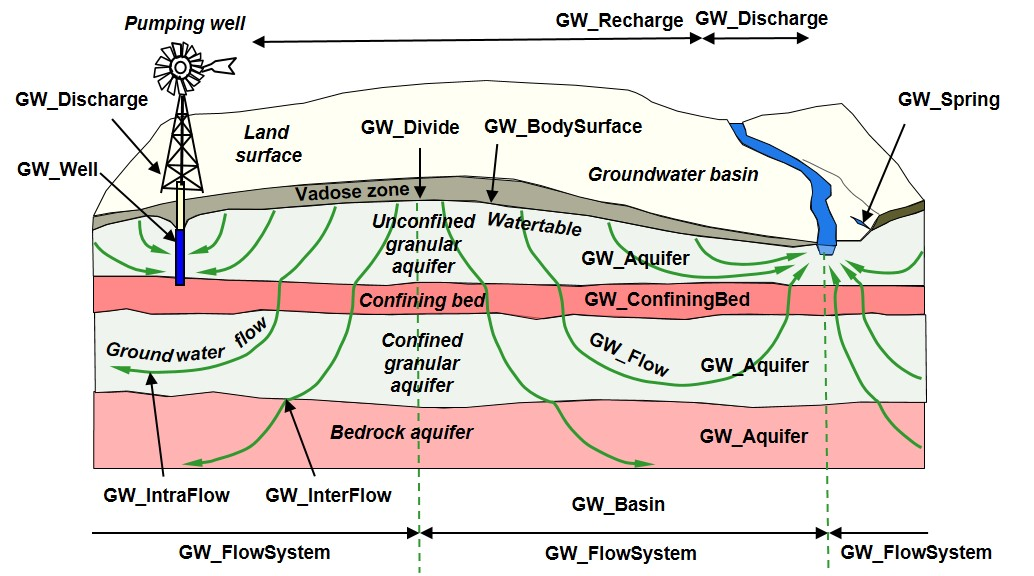 Pumping well
GW_Recharge
GW_Discharge
GW_Discharge
GW_Spring
Land
surface
GW_Divide
GW_BodySurface
GW_Well
Groundwater basin
Vadose zone
Unconfined
granular
aquifer
Watertable
GW_Aquifer
Confining bed
GW_ConfiningBed
Groundwater flow
Confined
granular
aquifer
GW_Flow
GW_Aquifer
Bedrock aquifer
GW_Aquifer
GW_IntraFlow
GW_InterFlow
GW_Basin
GW_FlowSystem
GW_FlowSystem
GW_FlowSystem